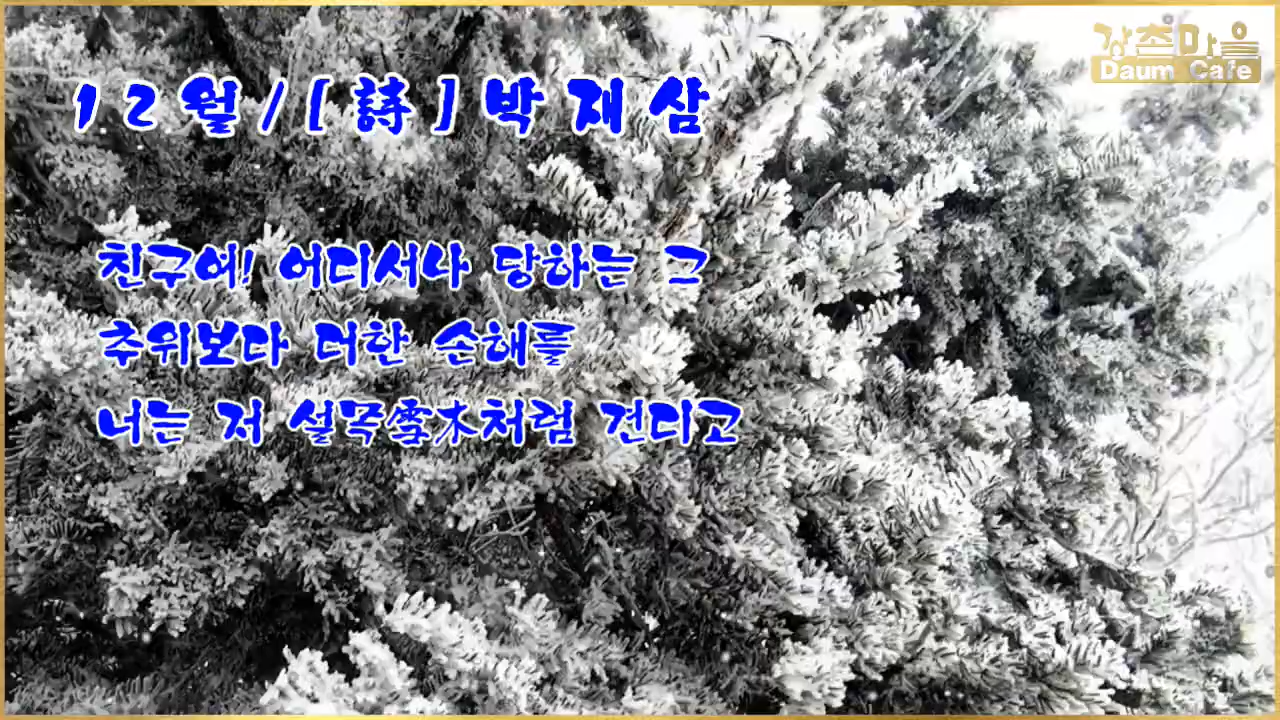 강촌마을
Daum Cafe
12월/[詩]박재삼
친구여! 어디서나 당하는 그
추위보다 더한 손해를
너는 저 설목雪木처럼 견디고